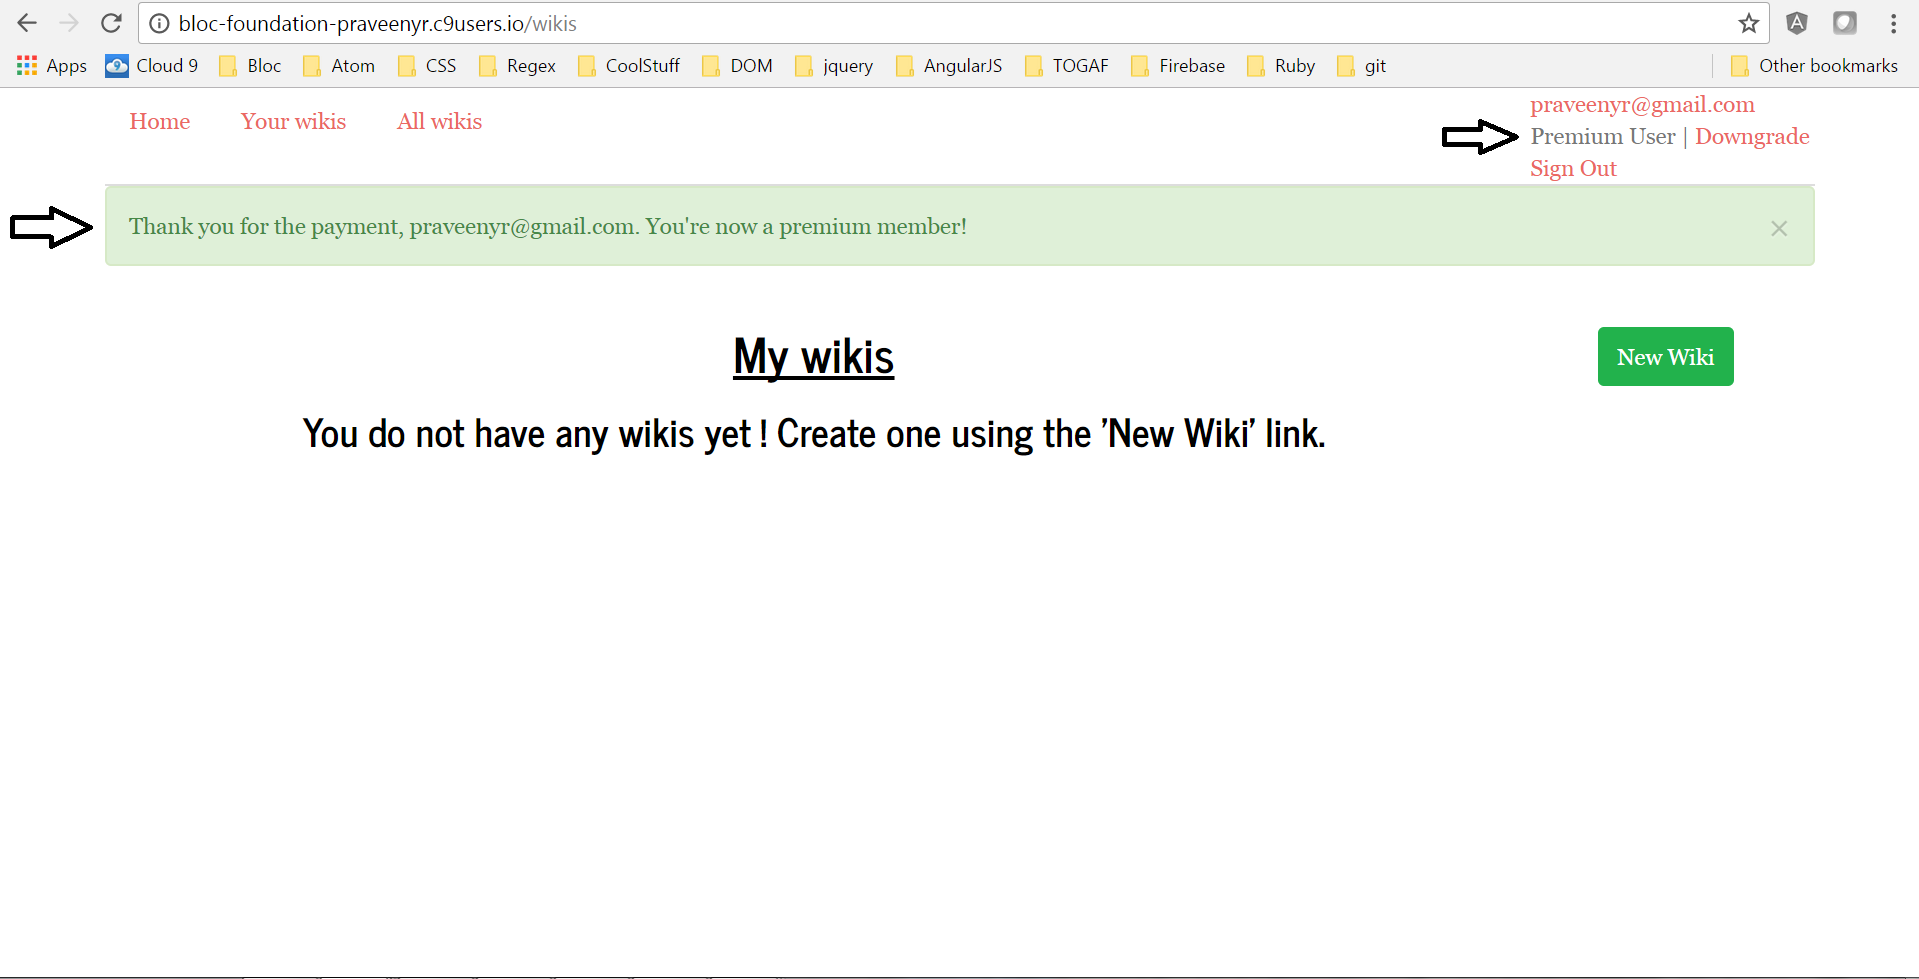 bloc-foundation-praveenyr.c9users.io/wikis
Apps Cloud 9 Bloc Atom CSS Regex CoolStuff DOM jquery AngularJS TOGAF Firebase Ruby git Other bookmarks
praveenyr@gmail.com
Home Your wikis All wikis
Premium User | Downgrade
Sign Out
Thank you for the payment, praveenyr@gmail.com. You're now a premium member! ×
My wikis
New Wiki
You do not have any wikis yet ! Create one using the 'New Wiki' link.